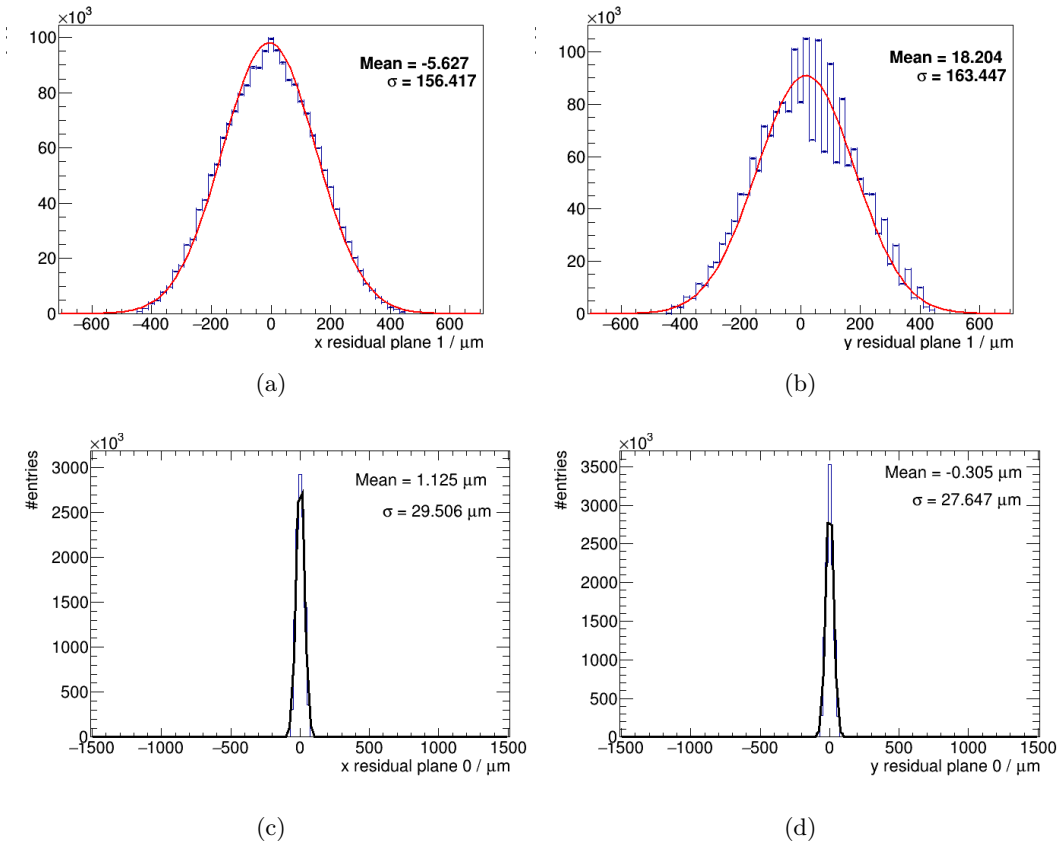 ×10³
100
80
60
40
20
0
Mean = -5.627
σ = 156.417
−600 −400 −200 0 200 400 600
x residual plane 1 / μm
(a)
×10³
100
80
60
40
20
0
Mean = 18.204
σ = 163.447
−600 −400 −200 0 200 400 600
y residual plane 1 / μm
(b)
×10³
#entries
3000
2500
2000
1500
1000
500
0
Mean = 1.125 μm
σ = 29.506 μm
−1500 −1000 −500 0 500 1000 1500
x residual plane 0 / μm
(c)
×10³
#entries
3500
3000
2500
2000
1500
1000
500
0
Mean = -0.305 μm
σ = 27.647 μm
−1500 −1000 −500 0 500 1000 1500
y residual plane 0 / μm
(d)